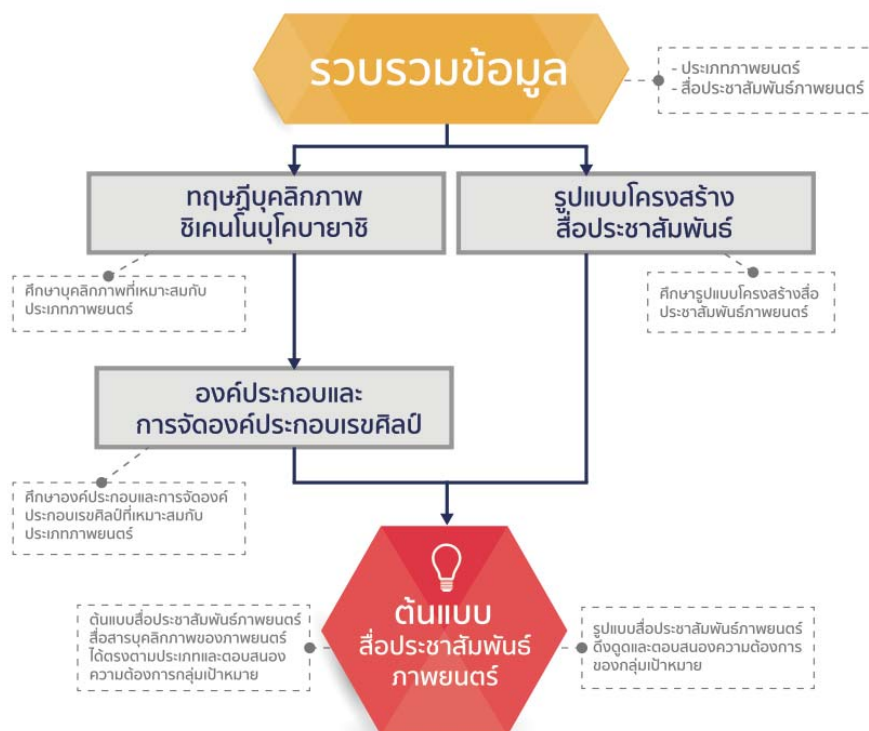 รวบรวมข้อมูล
- ประเภทภาพยนตร์
- สื่อประชาสัมพันธ์ภาพยนตร์
ทฤษฎีบุคลิกภาพ
ชิเคนโนบุโคบายาชิ
รูปแบบโครงสร้าง
สื่อประชาสัมพันธ์
ศึกษาบุคลิกภาพที่เหมาะสมกับ
ประเภทภาพยนตร์
ศึกษารูปแบบโครงสร้างสื่อ
ประชาสัมพันธ์ภาพยนตร์
องค์ประกอบและ
การจัดองค์ประกอบเรขศิลป์
ศึกษาองค์ประกอบและการจัดองค์
ประกอบเรขศิลป์ที่เหมาะสมกับ
ประเภทภาพยนตร์
ต้นแบบ
สื่อประชาสัมพันธ์
ภาพยนตร์
ต้นแบบสื่อประชาสัมพันธ์ภาพยนตร์
สื่อสารบุคลิกภาพของภาพยนตร์
ได้ตรงตามประเภทและตอบสนอง
ความต้องการกลุ่มเป้าหมาย
รูปแบบสื่อประชาสัมพันธ์ภาพยนตร์
ดึงดูดและตอบสนองความต้องการ
ของกลุ่มเป้าหมาย